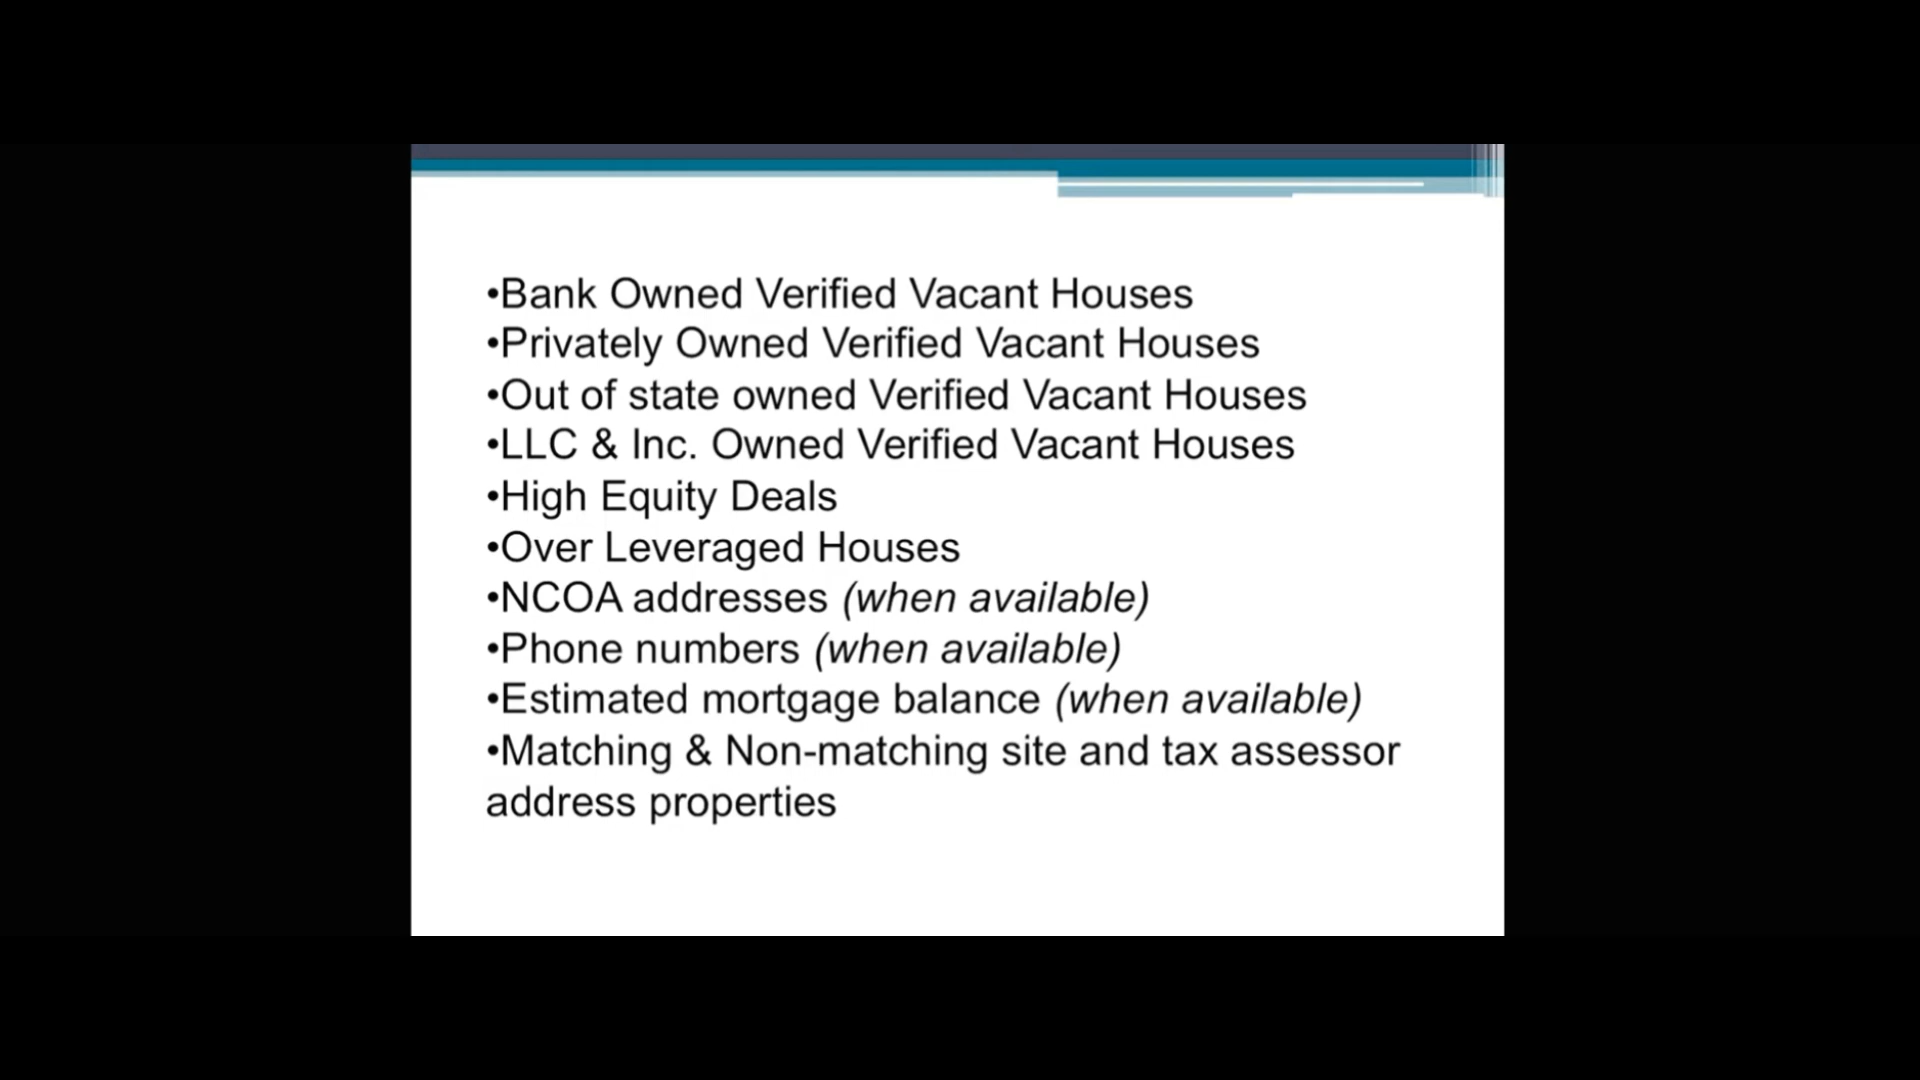 •Bank Owned Verified Vacant Houses
•Privately Owned Verified Vacant Houses
•Out of state owned Verified Vacant Houses
•LLC & Inc. Owned Verified Vacant Houses
•High Equity Deals
•Over Leveraged Houses
•NCOA addresses (when available)
•Phone numbers (when available)
•Estimated mortgage balance (when available)
•Matching & Non-matching site and tax assessor
address properties